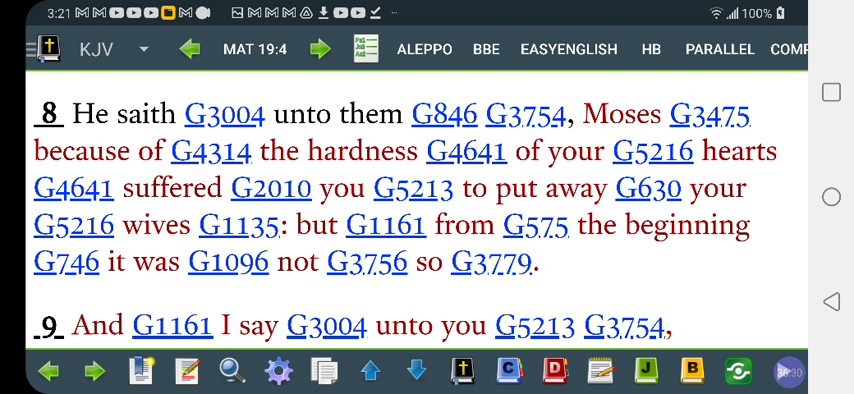 3:21 100%
KJV MAT 19:4 ALEPPO BBE EASYENGLISH HB PARALLEL COMP
8 He saith G3004 unto them G846 G3754, Moses G3475
because of G4314 the hardness G4641 of your G5216 hearts
G4641 suffered G2010 you G5213 to put away G630 your
G5216 wives G1135: but G1161 from G575 the beginning
G746 it was G1096 not G3756 so G3779.
9 And G1161 I say G3004 unto you G5213 G3754,
C D J B 36:30